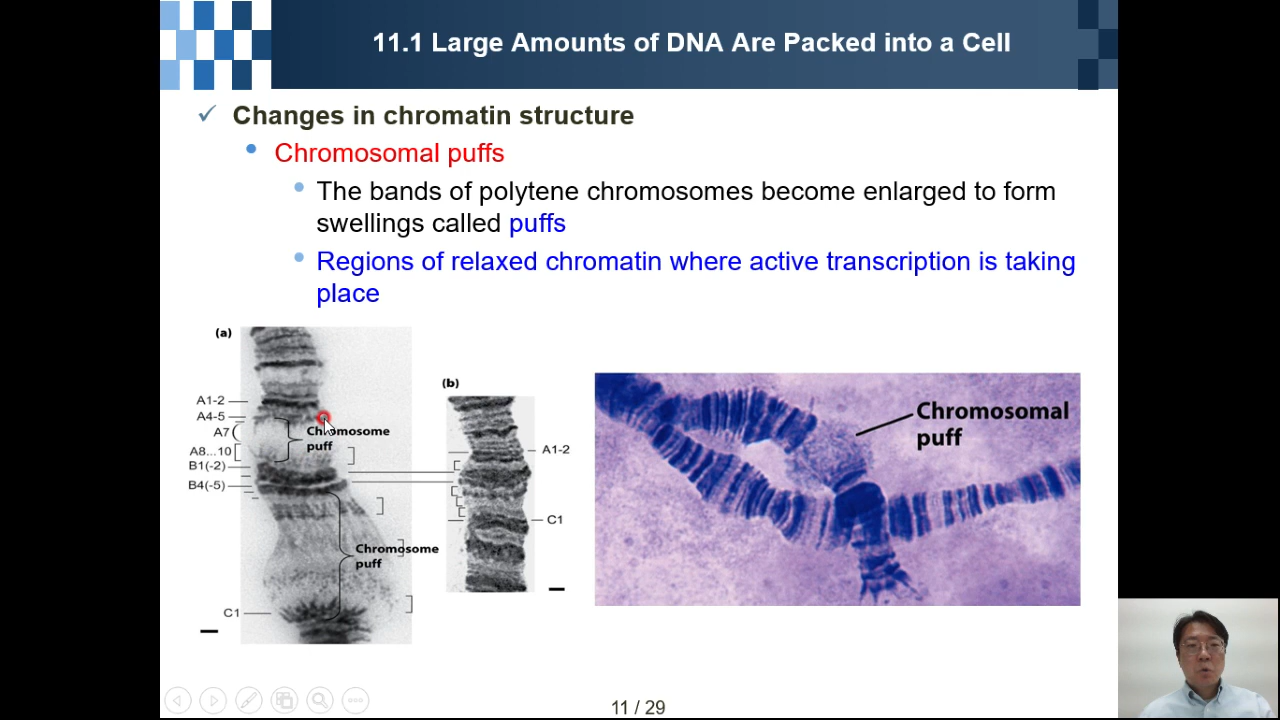 11.1 Large Amounts of DNA Are Packed into a Cell
Changes in chromatin structure
Chromosomal puffs
The bands of polytene chromosomes become enlarged to form
swellings called puffs
Regions of relaxed chromatin where active transcription is taking
place
(a)
A1-2
A4-5
A7
A8...10
B1(-2)
B4(-5)
C1
Chromosome
puff
Chromosome
puff
(b)
A1-2
C1
Chromosomal
puff
11 / 29